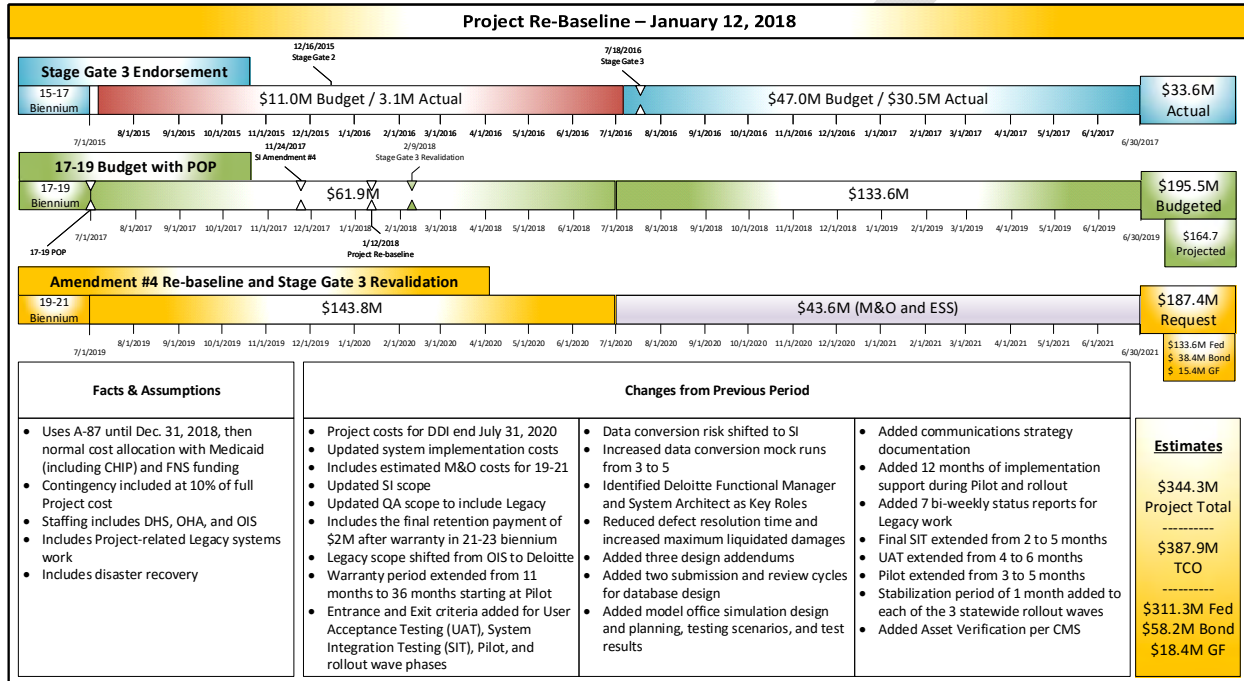 Project Re-Baseline – January 12, 2018
12/16/2015
Stage Gate 2
7/18/2016
Stage Gate 3
Stage Gate 3 Endorsement
15-17
Biennium
$11.0M Budget / 3.1M Actual
$47.0M Budget / $30.5M Actual
$33.6M
Actual
7/1/2015
8/1/2015 9/1/2015 10/1/2015 11/1/2015 12/1/2015 1/1/2016 2/1/2016 3/1/2016 4/1/2016 5/1/2016 6/1/2016 7/1/2016 8/1/2016 9/1/2016 10/1/2016 11/1/2016 12/1/2016 1/1/2017 2/1/2017 3/1/2017 4/1/2017 5/1/2017 6/1/2017
6/30/2017
11/24/2017
SI Amendment #4
2/9/2018
Stage Gate 3 Revalidation
17-19 Budget with POP
17-19
Biennium
$61.9M
$133.6M
$195.5M
Budgeted
7/1/2017
8/1/2017 9/1/2017 10/1/2017 11/1/2017 12/1/2017 1/1/2018 2/1/2018 3/1/2018 4/1/2018 5/1/2018 6/1/2018 7/1/2018 8/1/2018 9/1/2018 10/1/2018 11/1/2018 12/1/2018 1/1/2019 2/1/2019 3/1/2019 4/1/2019 5/1/2019 6/1/2019
6/30/2019
17-19 POP
1/12/2018
Project Re-baseline
$164.7
Projected
Amendment #4 Re-baseline and Stage Gate 3 Revalidation
19-21
Biennium
$143.8M
$43.6M (M&O and ESS)
$187.4M
Request
7/1/2019
8/1/2019 9/1/2019 10/1/2019 11/1/2019 12/1/2019 1/1/2020 2/1/2020 3/1/2020 4/1/2020 5/1/2020 6/1/2020 7/1/2020 8/1/2020 9/1/2020 10/1/2020 11/1/2020 12/1/2020 1/1/2021 2/1/2021 3/1/2021 4/1/2021 5/1/2021 6/1/2021
6/30/2021
$133.6M Fed
$ 38.4M Bond
$ 15.4M GF
Facts & Assumptions
• Uses A-87 until Dec. 31, 2018, then
normal cost allocation with Medicaid
(including CHIP) and FNS funding
• Contingency included at 10% of full
Project cost
• Staffing includes DHS, OHA, and OIS
• Includes Project-related Legacy systems
work
• Includes disaster recovery
Changes from Previous Period
• Project costs for DDI end July 31, 2020
• Updated system implementation costs
• Includes estimated M&O costs for 19-21
• Updated SI scope
• Updated QA scope to include Legacy
• Includes the final retention payment of
$2M after warranty in 21-23 biennium
• Legacy scope shifted from OIS to Deloitte
• Warranty period extended from 11
months to 36 months starting at Pilot
• Entrance and Exit criteria added for User
Acceptance Testing (UAT), System
Integration Testing (SIT), Pilot, and
rollout wave phases
• Data conversion risk shifted to SI
• Increased data conversion mock runs
from 3 to 5
• Identified Deloitte Functional Manager
and System Architect as Key Roles
• Reduced defect resolution time and
increased maximum liquidated damages
• Added three design addendums
• Added two submission and review cycles
for database design
• Added model office simulation design
and planning, testing scenarios, and test
results
• Added communications strategy
documentation
• Added 12 months of implementation
support during Pilot and rollout
• Added 7 bi-weekly status reports for
Legacy work
• Final SIT extended from 2 to 5 months
• UAT extended from 4 to 6 months
• Pilot extended from 3 to 5 months
• Stabilization period of 1 month added to
each of the 3 statewide rollout waves
• Added Asset Verification per CMS
Estimates
$344.3M
Project Total
----------
$387.9M
TCO
----------
$311.3M Fed
$58.2M Bond
$18.4M GF